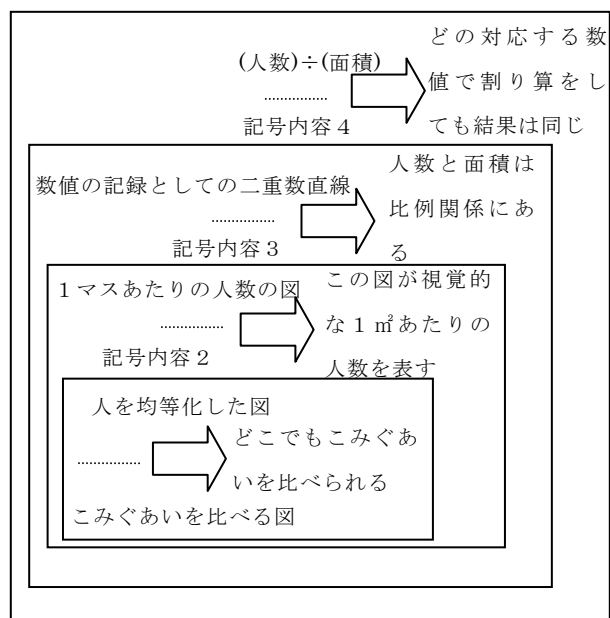 (人数)÷(面積)
……………
記号内容４
どの対応する数
値で割り算をし
ても結果は同じ
数値の記録としての二重数直線
……………
記号内容３
人数と面積は
比例関係にあ
る
１マスあたりの人数の図
……………
記号内容２
この図が視覚的
な１㎡あたりの
人数を表す
人を均等化した図
……………
こみぐあいを比べる図
どこでもこみぐあ
いを比べられる